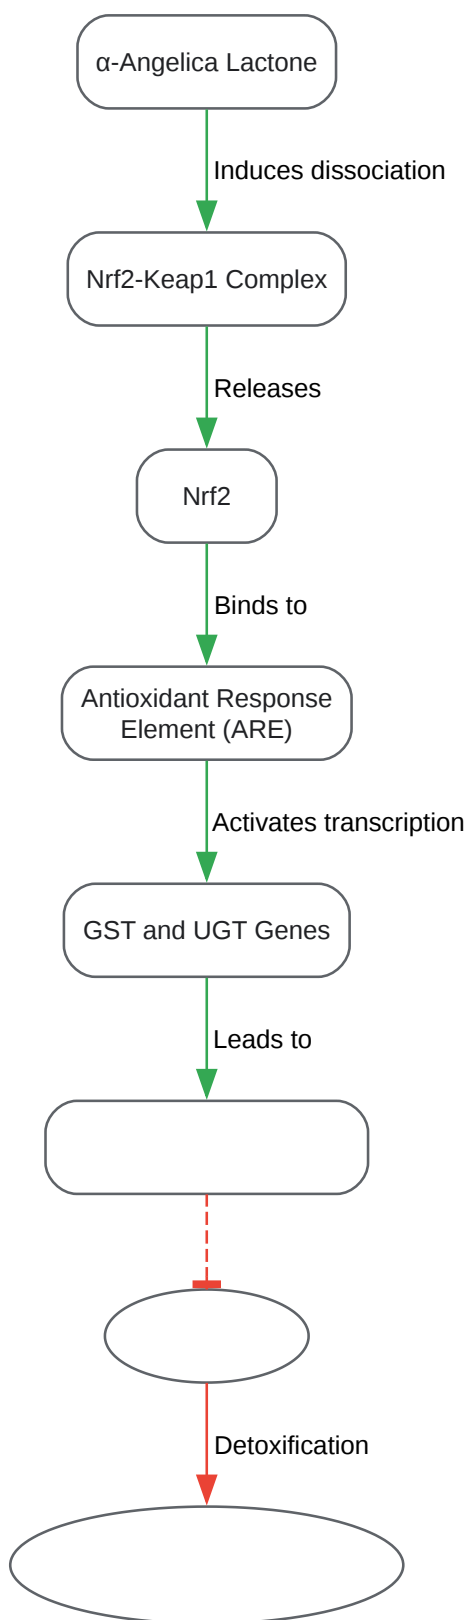 α-Angelica Lactone
Induces dissociation
Nrf2-Keap1 Complex
Releases
Nrf2
Binds to
Antioxidant Response
Element (ARE)
Activates transcription
GST and UGT Genes
Leads to
Detoxification